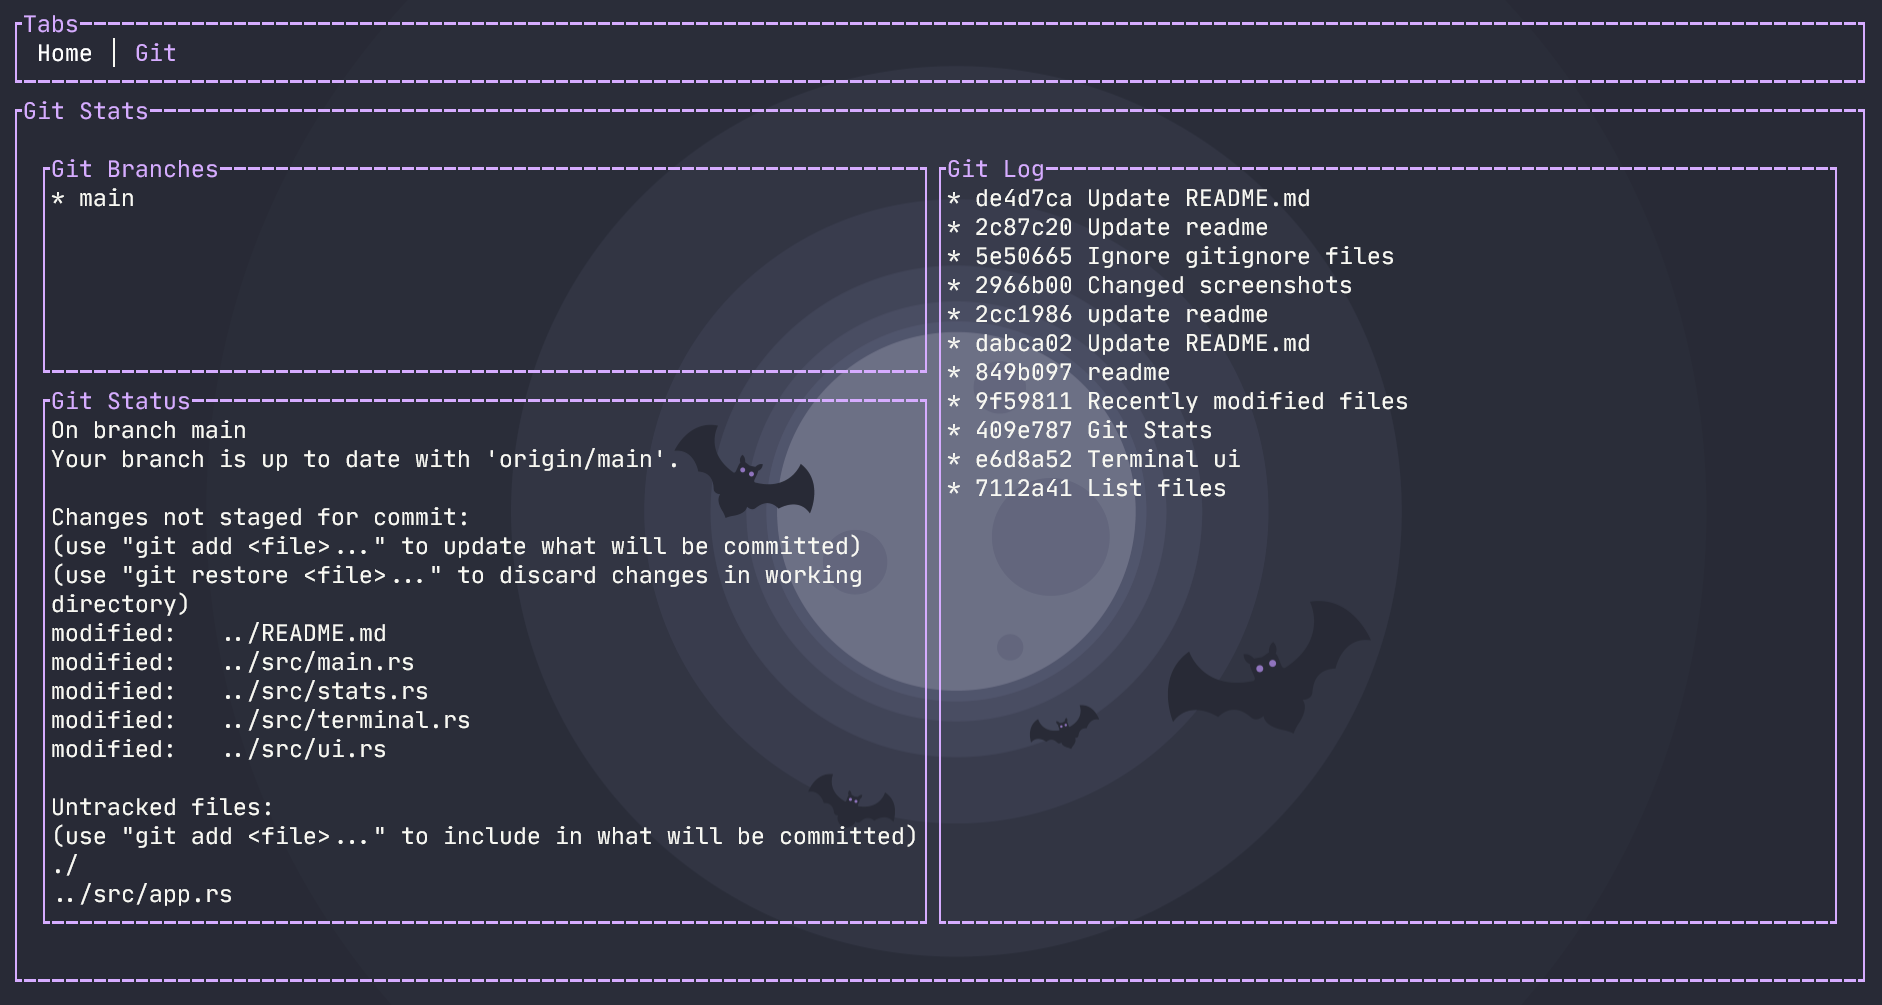 Tabs
Home │ Git
Git Stats
Git Branches
* main
Git Status
On branch main
Your branch is up to date with 'origin/main'.
Changes not staged for commit:
(use "git add <file>..." to update what will be committed)
(use "git restore <file>..." to discard changes in working
directory)
modified:   ../README.md
modified:   ../src/main.rs
modified:   ../src/stats.rs
modified:   ../src/terminal.rs
modified:   ../src/ui.rs
Untracked files:
(use "git add <file>..." to include in what will be committed)
./
../src/app.rs
Git Log
* de4d7ca Update README.md
* 2c87c20 Update readme
* 5e50665 Ignore gitignore files
* 2966b00 Changed screenshots
* 2cc1986 update readme
* dabca02 Update README.md
* 849b097 readme
* 9f59811 Recently modified files
* 409e787 Git Stats
* e6d8a52 Terminal ui
* 7112a41 List files